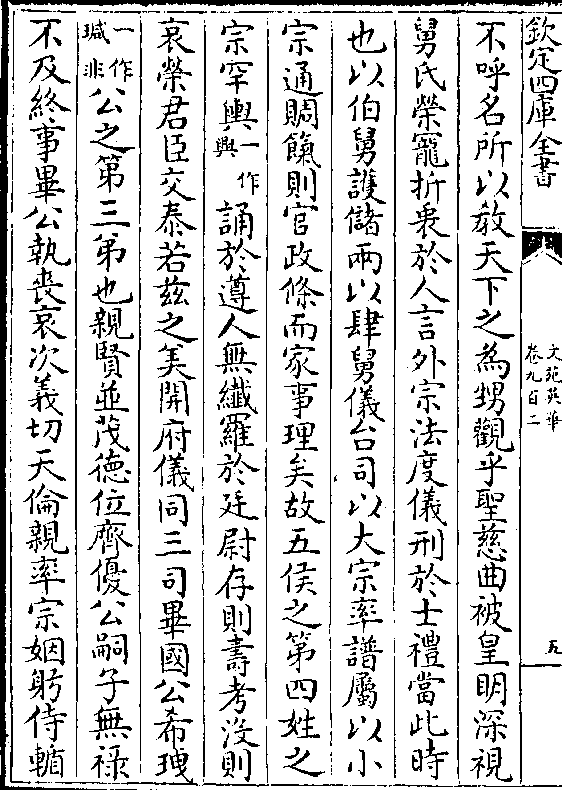 欽定四庫全書
文苑英華
卷九百二
五
不呼名所以敎天下之為甥觀乎聖慈曲被皇明深視
舅氏榮寵折衷於人言外宗法度儀刑於士禮當此時
也以伯舅護儲兩以肆舅儀台司以大宗率譜屬以小
宗通賙餼則官政條而家事理矣故五侯之第四姓之
宗罕輿一作與誦於遵人無纖羅於廷尉存則壽考沒則
哀榮君臣交泰若兹之美開府儀同三司畢國公希㻛
一作瑊非公之第三弟也親賢並茂德位齊優公嗣子無祿
不及終事畢公執喪哀次義切天倫親率宗姻躬侍輴